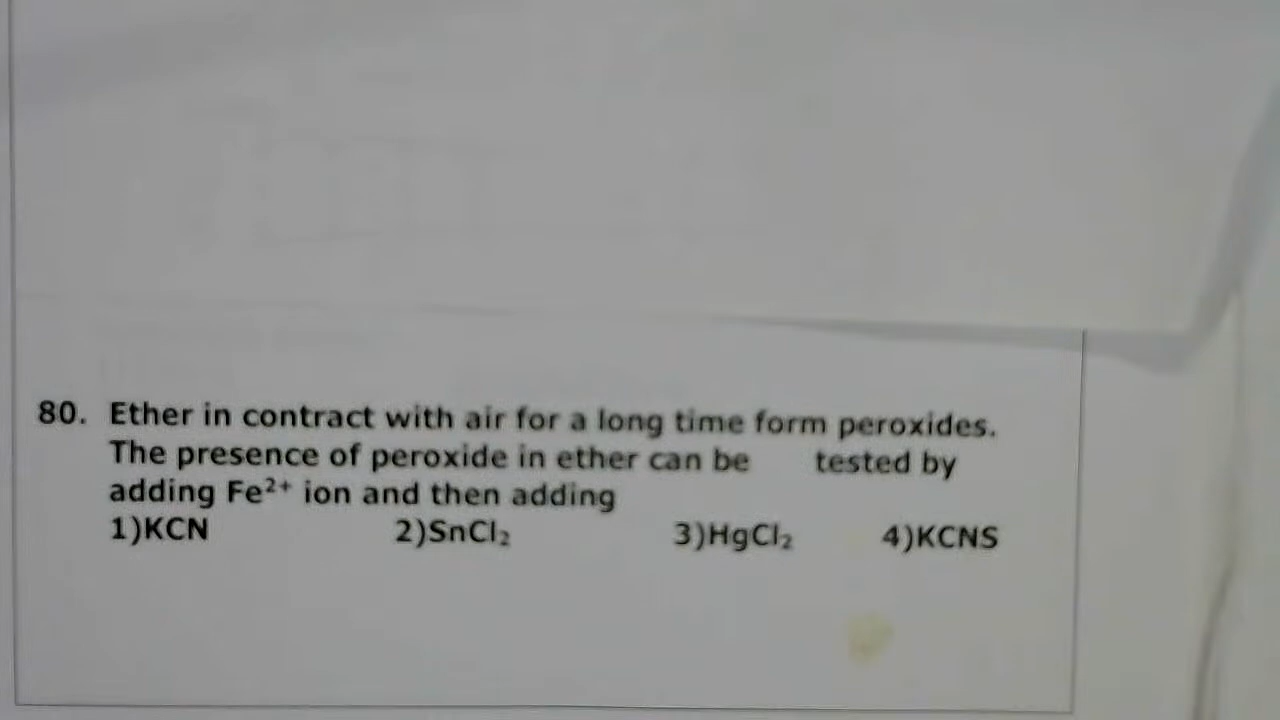 80. Ether in contract with air for a long time form peroxides.
The presence of peroxide in ether can be tested by
adding Fe²⁺ ion and then adding
1)KCN 2)SnCl₂ 3)HgCl₂ 4)KCNS